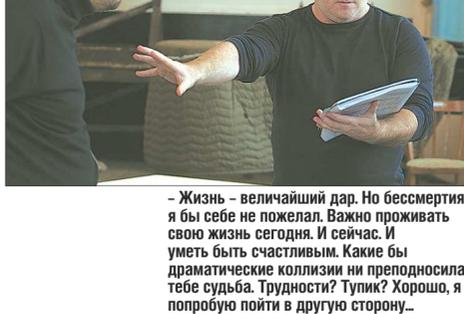 – Жизнь – величайший дар. Но бессмертия
я бы себе не пожелал. Важно проживать
свою жизнь сегодня. И сейчас. И
уметь быть счастливым. Какие бы
драматические коллизии ни преподносила
тебе судьба. Трудности? Тупик? Хорошо, я
попробую пойти в другую сторону...